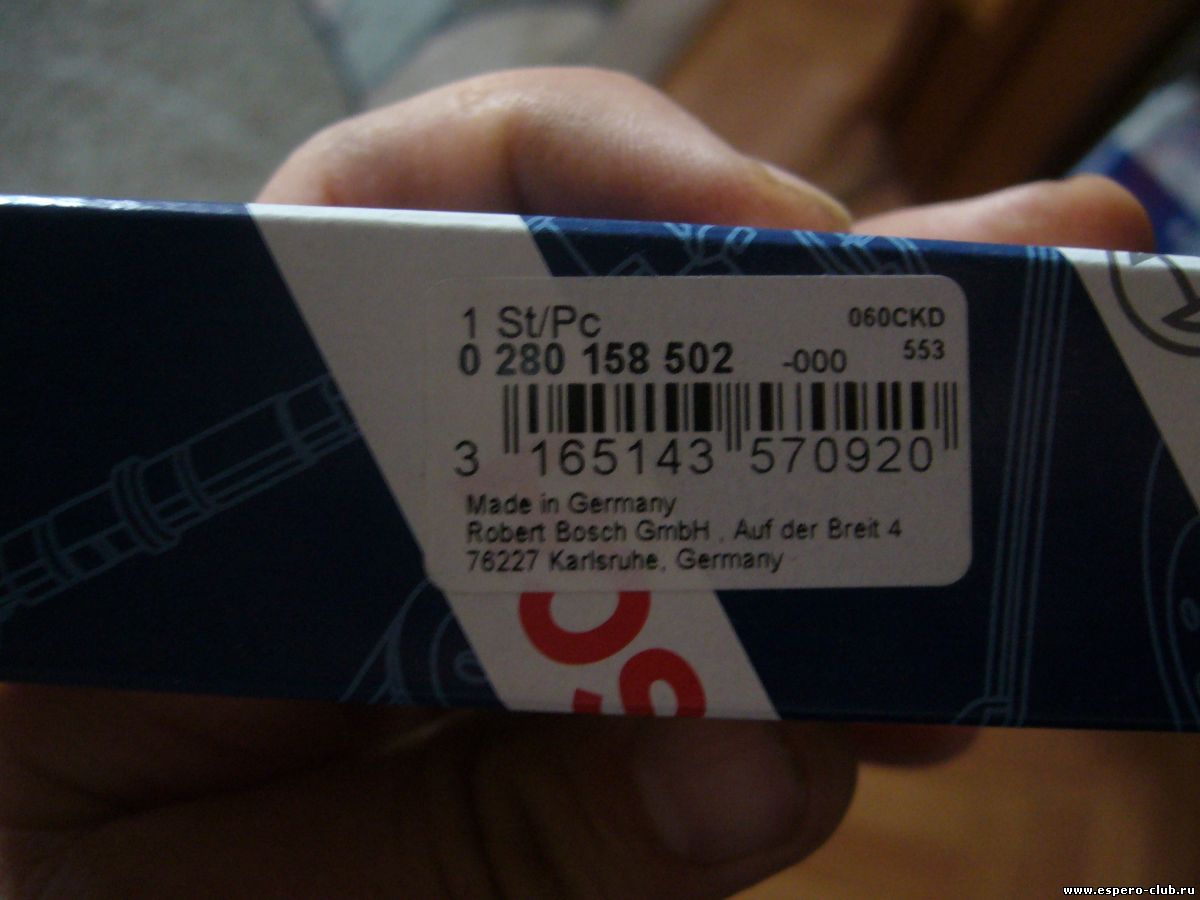 1 St/Pc
060CKD
0 280 158 502 -000
553
3 165143 570920
Made in Germany
Robert Bosch GmbH , Auf der Breit 4
76227 Karlsruhe, Germany
www.espero-club.ru